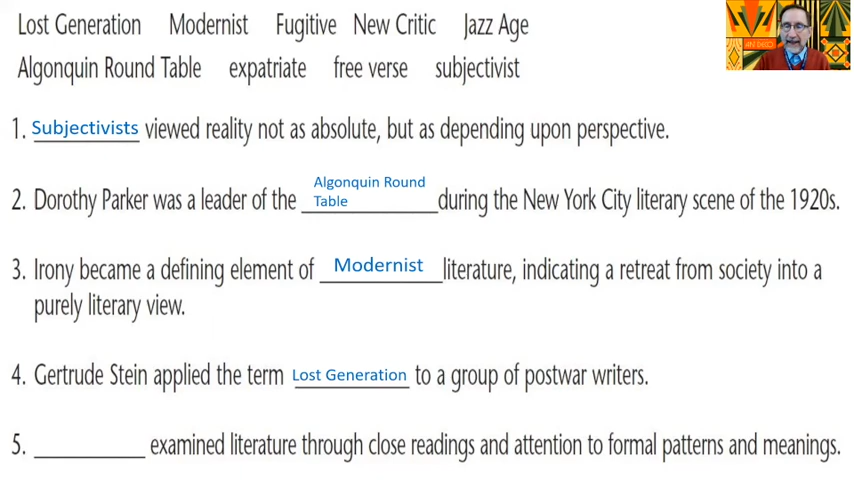 Lost Generation Modernist Fugitive New Critic Jazz Age
Algonquin Round Table expatriate free verse subjectivist
1. Subjectivists viewed reality not as absolute, but as depending upon perspective.
2. Dorothy Parker was a leader of the Algonquin Round Table during the New York City literary scene of the 1920s.
3. Irony became a defining element of Modernist literature, indicating a retreat from society into a
purely literary view.
4. Gertrude Stein applied the term Lost Generation to a group of postwar writers.
5. __________ examined literature through close readings and attention to formal patterns and meanings.